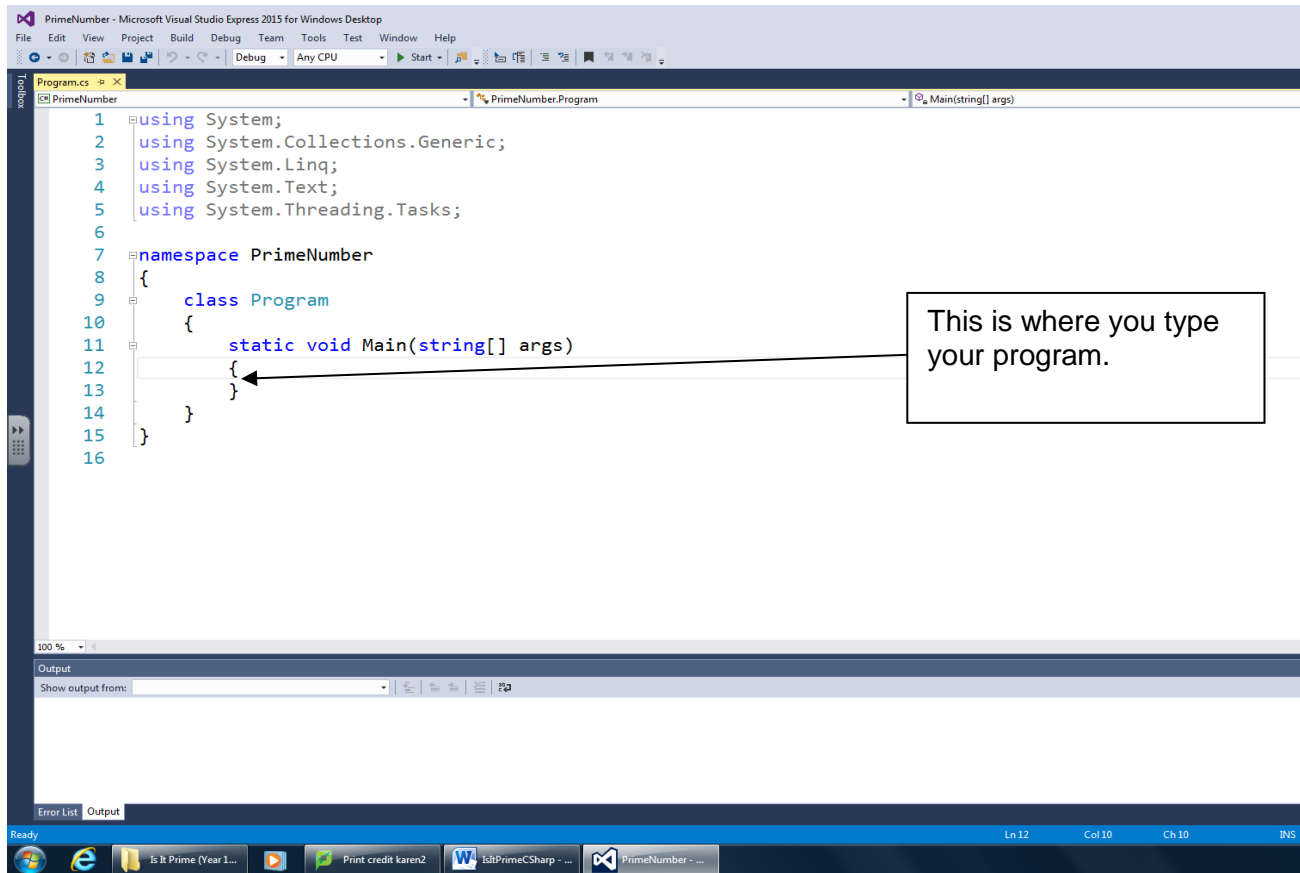 PrimeNumber - Microsoft Visual Studio Express 2015 for Windows Desktop
File Edit View Project Build Debug Team Tools Test Window Help
Debug Any CPU Start
Toolbox
Program.cs
PrimeNumber PrimeNumber.Program Main(string[] args)
1 using System;
2 using System.Collections.Generic;
3 using System.Linq;
4 using System.Text;
5 using System.Threading.Tasks;
6
7 namespace PrimeNumber
8 {
9 class Program
10 {
11 static void Main(string[] args)
12 {
13 }
14 }
15 }
16
This is where you type
your program.
100 %
Output
Show output from:
Error List Output
Ready Ln 12 Col 10 Ch 10 INS
Is It Prime (Year 1... Print credit karen2 IsItPrimeCSharp - ... PrimeNumber - ...